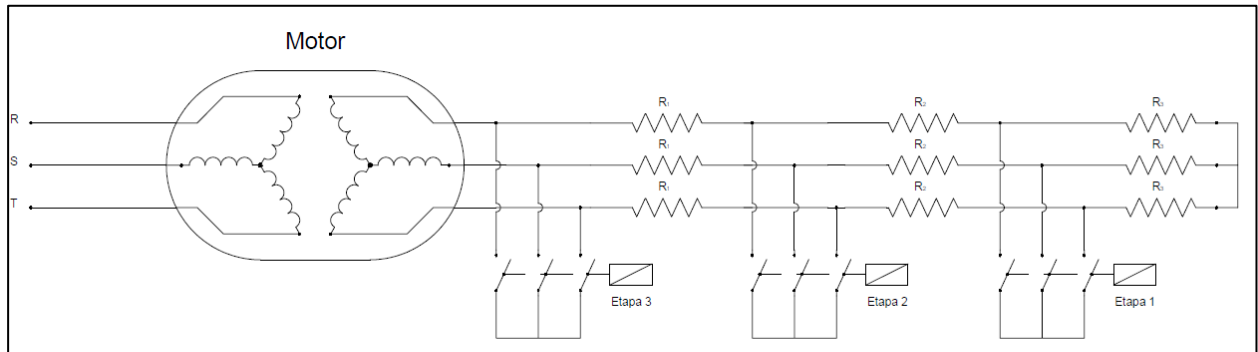 Motor
R
S
T
R₁
R₂
R₃
R₁
R₂
R₃
R₁
R₂
R₃
Etapa 3
Etapa 2
Etapa 1